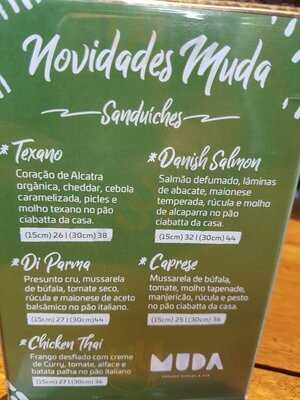 Novidades Muda
Sanduíches
*Texano
Coração de Alcatra
orgânica, cheddar, cebola
caramelizada, picles e
molho texano no pão
ciabatta da casa.
(15cm) 26 | (30cm) 38
*Danish Salmon
Salmão defumado, lâminas
de abacate, maionese
temperada, rúcula e molho
de alcaparra no pão
ciabatta da casa.
(15cm) 32 | (30cm) 44
*Di Parma
Presunto cru, mussarela
de búfala, tomate seco,
rúcula e maionese de aceto
balsâmico no pão italiano.
(15cm) 27 | (30cm)44
*Caprese
Mussarela de búfala,
tomate, molho tapenade,
manjericão, rúcula e pesto
no pão ciabatta da casa.
(15cm) 25 | (30cm) 36
*Chicken Thai
Frango desfiado com creme
de Curry, tomate, alface e
batata palha no pão italiano
(15cm) 27 | (30cm) 36
MUDA